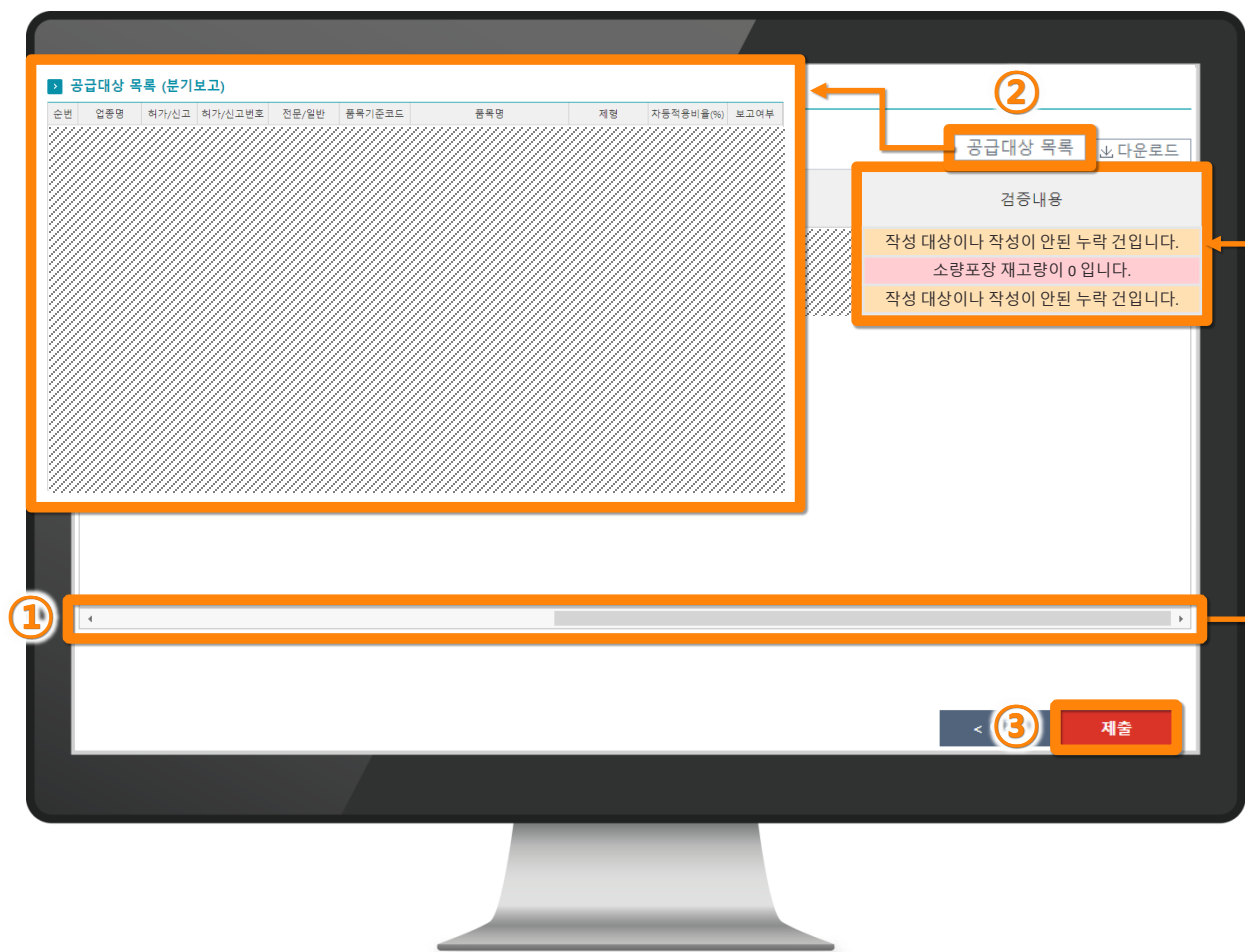 공급대상 목록 (분기보고)
순번 업종명 허가/신고 허가/신고번호 전문/일반 품목기준코드 품목명 제형 차등적용비율(%) 보고여부
②
공급대상 목록 다운로드
검증내용
작성 대상이나 작성이 안된 누락 건입니다.
소량포장 재고량이 0 입니다.
작성 대상이나 작성이 안된 누락 건입니다.
①
< ③ 제출